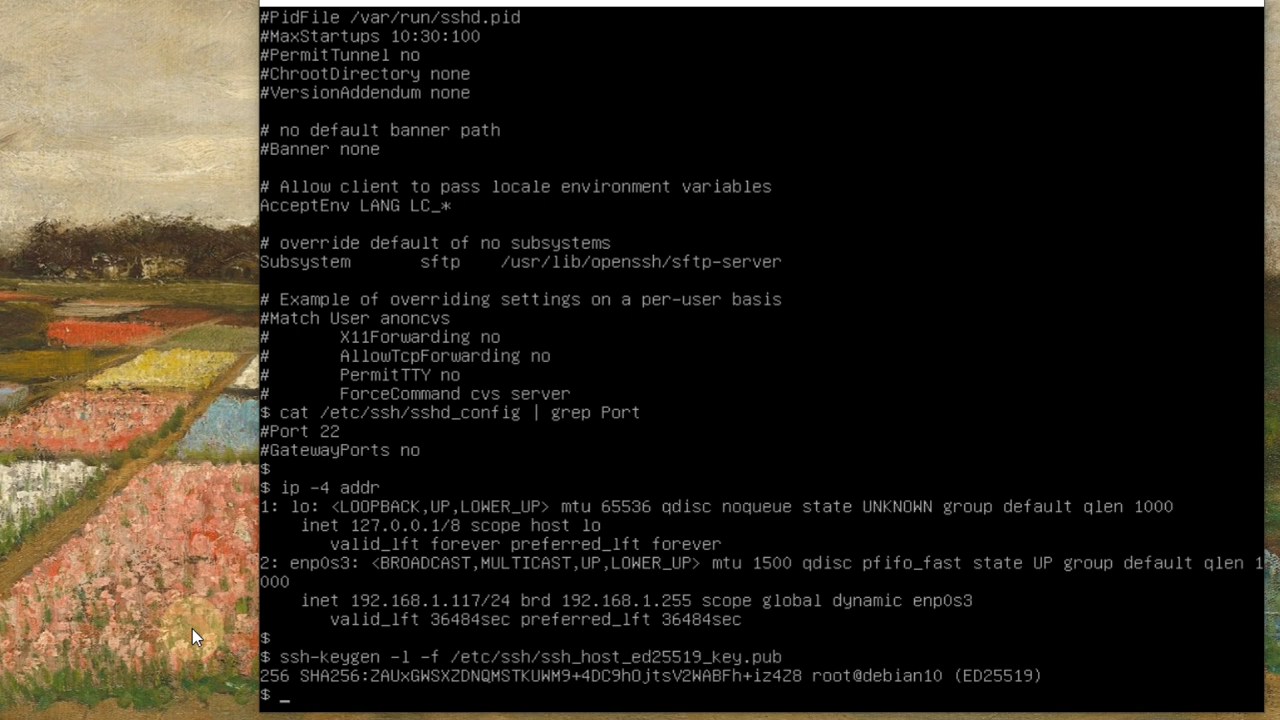 #PidFile /var/run/sshd.pid
#MaxStartups 10:30:100
#PermitTunnel no
#ChrootDirectory none
#VersionAddendum none
# no default banner path
#Banner none
# Allow client to pass locale environment variables
AcceptEnv LANG LC_*
# override default of no subsystems
Subsystem       sftp    /usr/lib/openssh/sftp-server
# Example of overriding settings on a per-user basis
#Match User anoncvs
#       X11Forwarding no
#       AllowTcpForwarding no
#       PermitTTY no
#       ForceCommand cvs server
$ cat /etc/ssh/sshd_config | grep Port
#Port 22
#GatewayPorts no
$
$ ip -4 addr
1: lo: <LOOPBACK,UP,LOWER_UP> mtu 65536 qdisc noqueue state UNKNOWN group default qlen 1000
    inet 127.0.0.1/8 scope host lo
       valid_lft forever preferred_lft forever
2: enp0s3: <BROADCAST,MULTICAST,UP,LOWER_UP> mtu 1500 qdisc pfifo_fast state UP group default qlen 1
000
    inet 192.168.1.117/24 brd 192.168.1.255 scope global dynamic enp0s3
       valid_lft 36484sec preferred_lft 36484sec
$
$ ssh-keygen -l -f /etc/ssh/ssh_host_ed25519_key.pub
256 SHA256:ZAUxGWSXZDNQMSTKUWM9+4DC9hOjtsV2WABFh+iz4Z8 root@debian10 (ED25519)
$ _